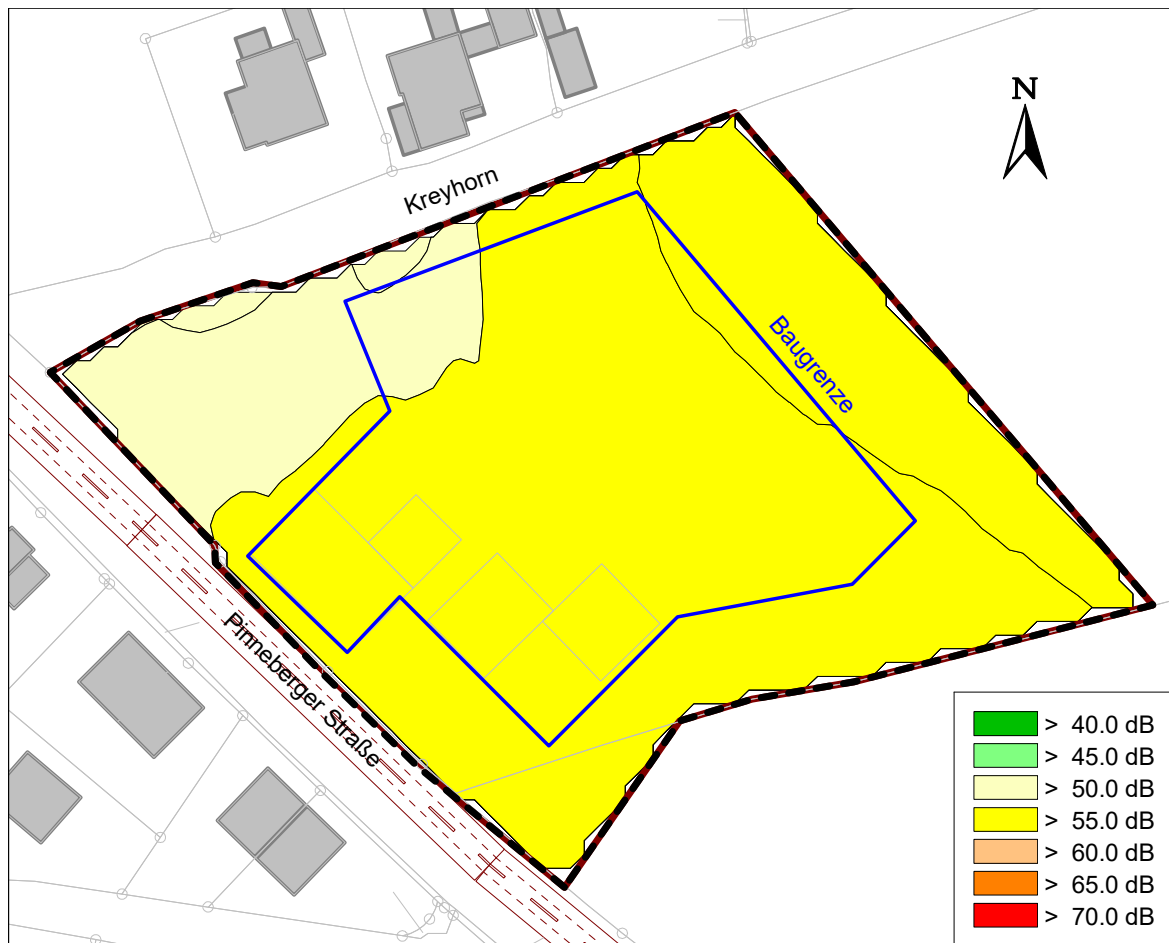 N
Kreyhorn
Baugrenze
Pinneberger Straße
> 40.0 dB
> 45.0 dB
> 50.0 dB
> 55.0 dB
> 60.0 dB
> 65.0 dB
> 70.0 dB